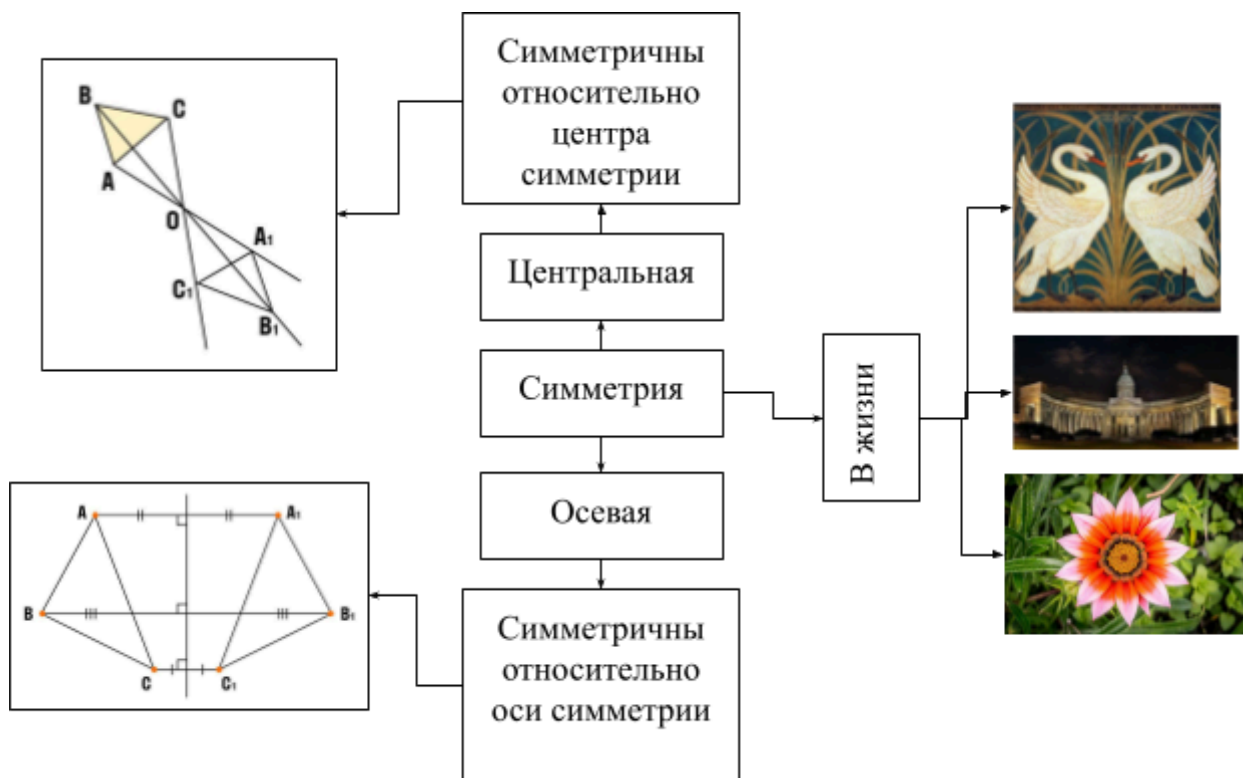 Симметричны
относительно
центра
симметрии
B
C
A
O
A₁
C₁
B₁
Центральная
Симметрия
В жизни
Осевая
A
A₁
B
B₁
C
C₁
Симметричны
относительно
оси симметрии